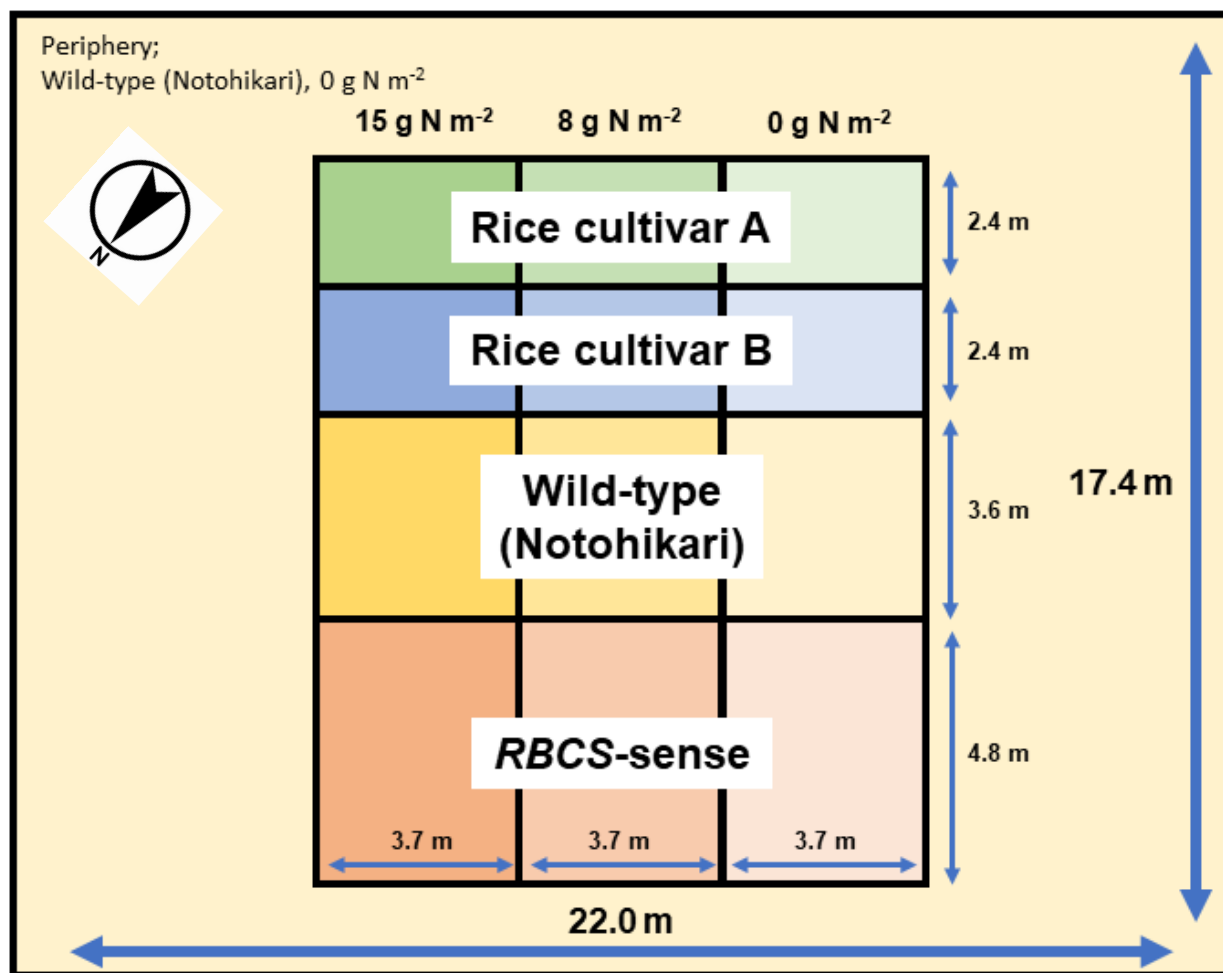 Periphery;
Wild-type (Notohikari), 0 g N m⁻²
15 g N m⁻² 8 g N m⁻² 0 g N m⁻²
N
Rice cultivar A
2.4 m
Rice cultivar B
2.4 m
Wild-type
(Notohikari)
3.6 m
17.4 m
RBCS-sense
4.8 m
3.7 m 3.7 m 3.7 m
22.0 m